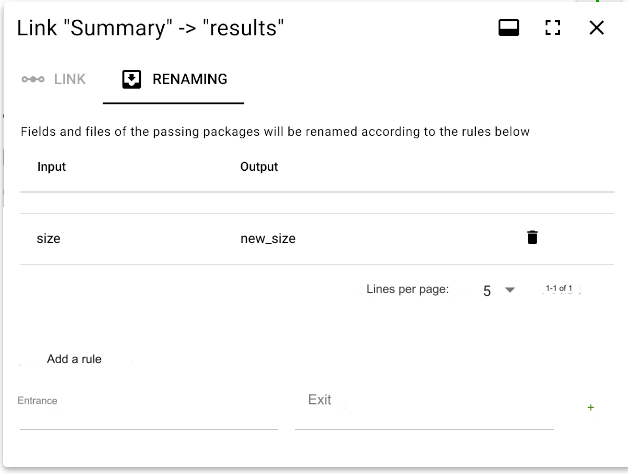 Link "Summary" -> "results"
LINK RENAMING
Fields and files of the passing packages will be renamed according to the rules below
Input Output
size new_size
Lines per page: 5 1-1 of 1
Add a rule
Entrance Exit +